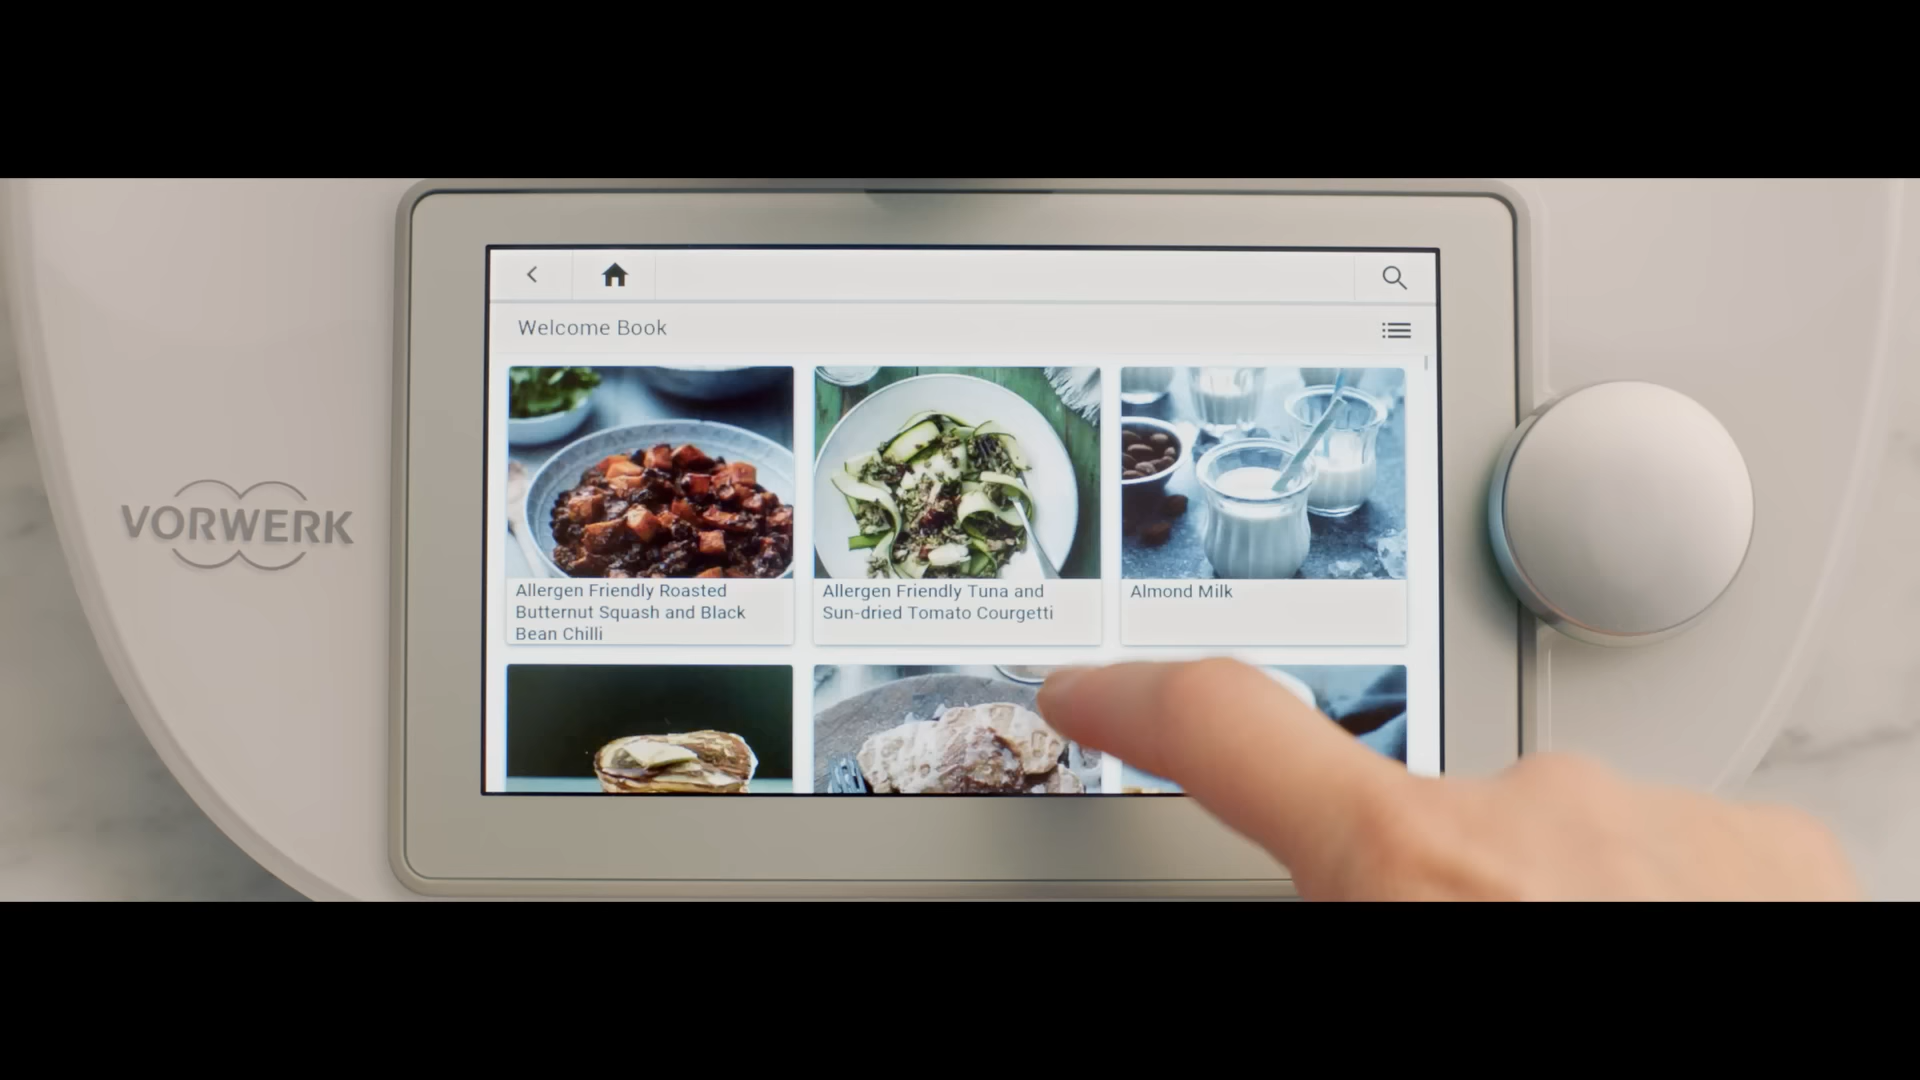 Welcome Book
VORWERK
Allergen Friendly Roasted
Butternut Squash and Black
Bean Chilli
Allergen Friendly Tuna and
Sun-dried Tomato Courgetti
Almond Milk